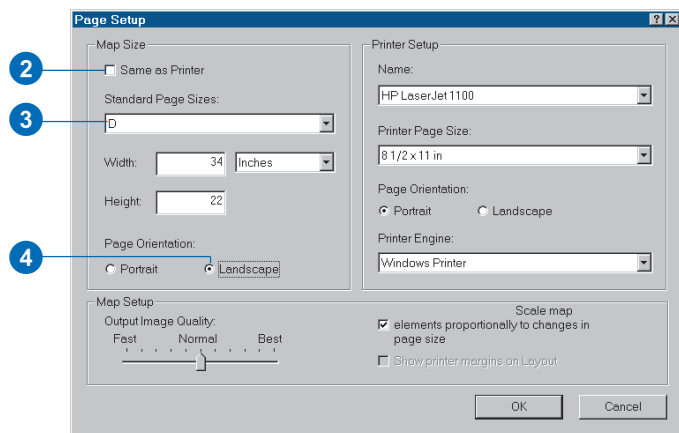 Page Setup
Map Size
2
Same as Printer
Standard Page Sizes:
3
D
Width: 34 Inches
Height: 22
Page Orientation:
4
Portrait Landscape
Printer Setup
Name:
HP LaserJet 1100
Printer Page Size:
8 1/2 x 11 in
Page Orientation:
Portrait Landscape
Printer Engine:
Windows Printer
Map Setup
Output Image Quality:
Fast Normal Best
Scale map
elements proportionally to changes in
page size
Show printer margins on Layout
OK Cancel